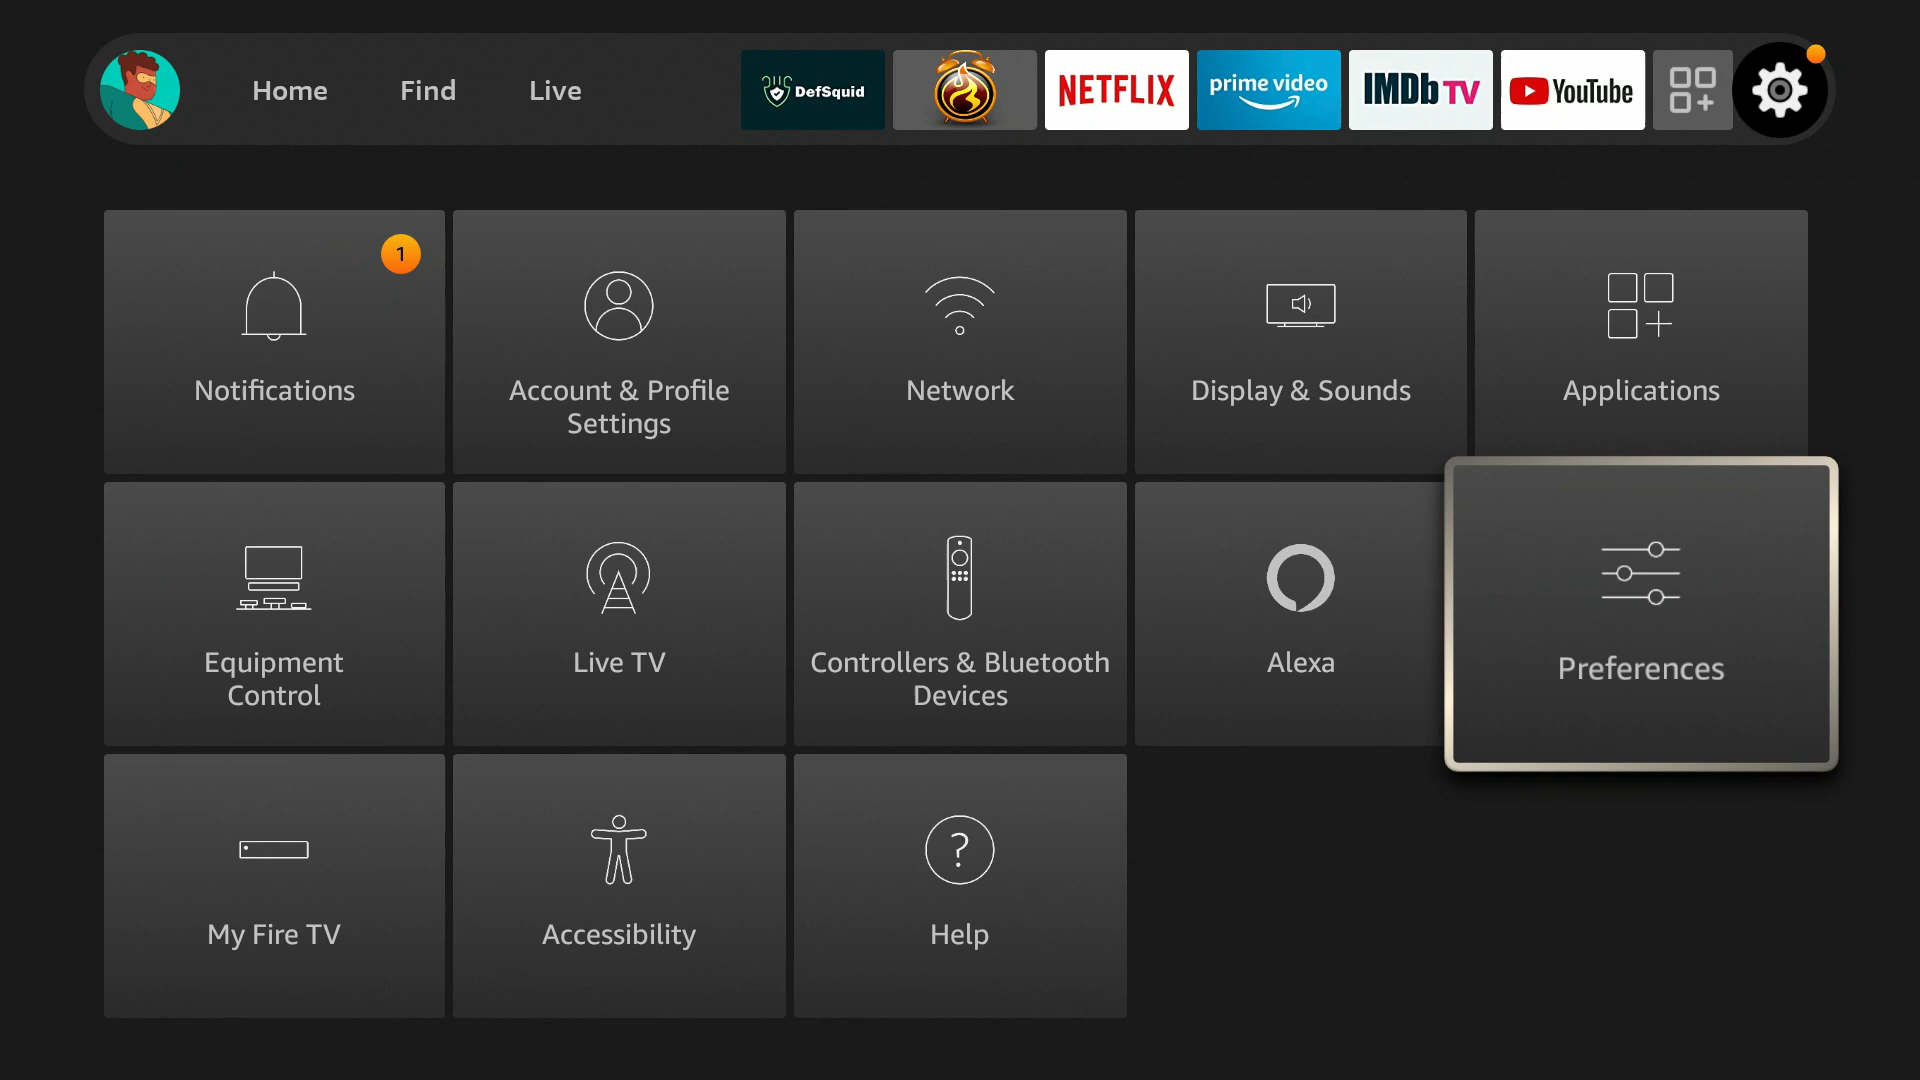 Home Find Live DefSquid NETFLIX prime video IMDb TV YouTube
1
Notifications
Account & Profile
Settings
Network
Display & Sounds
Applications
Equipment
Control
Live TV
Controllers & Bluetooth
Devices
Alexa
Preferences
My Fire TV
Accessibility
?
Help